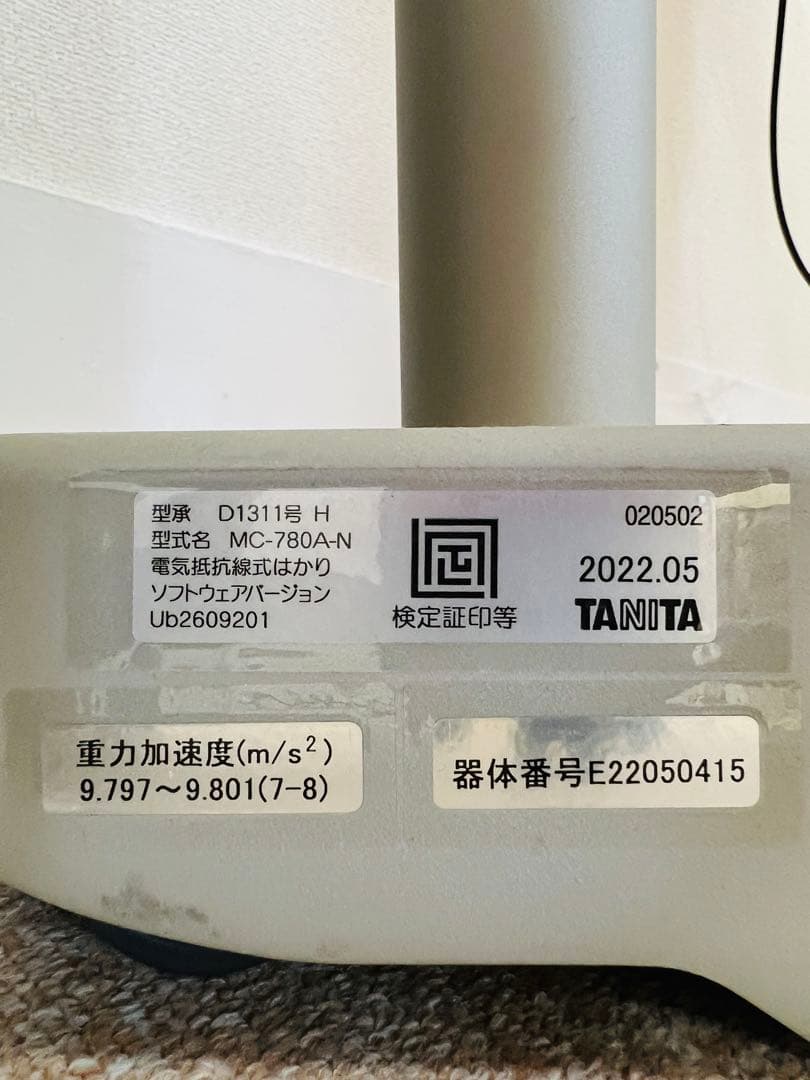 型承 D1311号 H
型式名 MC-780A-N
電気抵抗線式はかり
ソフトウェアバージョン
Ub2609201
正
検定証印等
020502
2022.05
TANITA
重力加速度(m/s²)
9.797～9.801(7-8)
器体番号E22050415